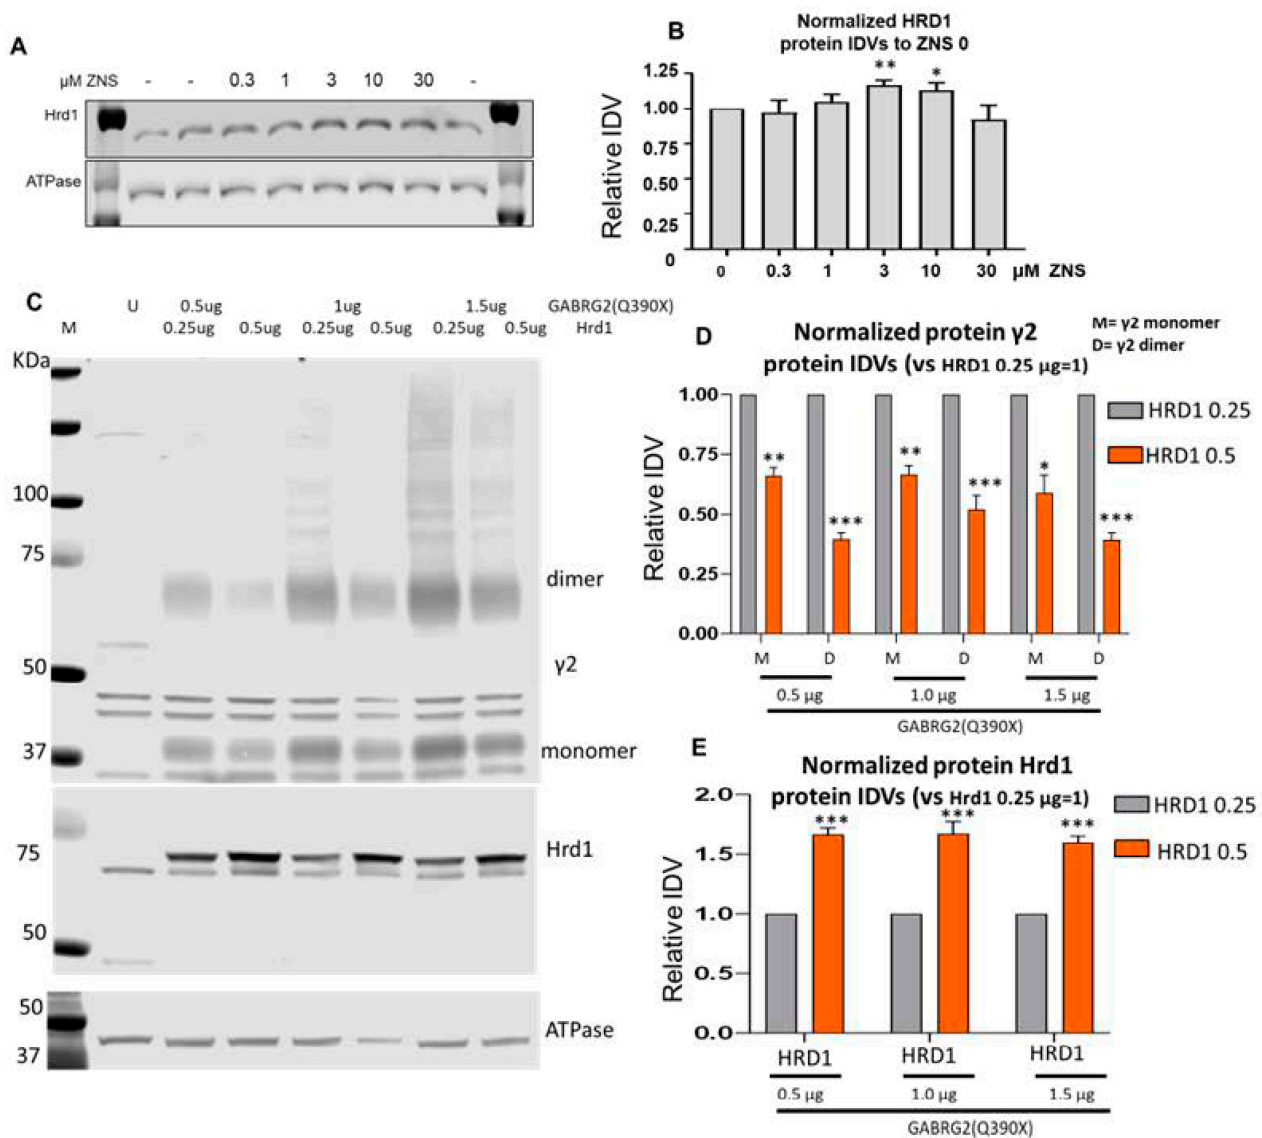 A
µM ZNS - - 0.3 1 3 10 30 -
Hrd1
ATPase
B
Normalized HRD1
protein IDVs to ZNS 0
Relative IDV
1.25
1.00
0.75
0.50
0.25
0
** *
0 0.3 1 3 10 30 µM ZNS
C
U 0.5ug 1ug 1.5ug GABRG2(Q390X)
M 0.25ug 0.5ug 0.25ug 0.5ug 0.25ug 0.5ug Hrd1
KDa
100
75
50
37
dimer
γ2
monomer
75
50
Hrd1
50
37
ATPase
D
Normalized protein γ2
protein IDVs (vs HRD1 0.25 µg=1)
M= γ2 monomer
D= γ2 dimer
Relative IDV
1.00
0.75
0.50
0.25
0.00
** *** ** *** * ***
HRD1 0.25
HRD1 0.5
M D M D M D
0.5 µg 1.0 µg 1.5 µg
GABRG2(Q390X)
E
Normalized protein Hrd1
protein IDVs (vs Hrd1 0.25 µg=1)
Relative IDV
2.0
1.5
1.0
0.5
0.0
*** *** ***
HRD1 0.25
HRD1 0.5
HRD1 HRD1 HRD1
0.5 µg 1.0 µg 1.5 µg
GABRG2(Q390X)